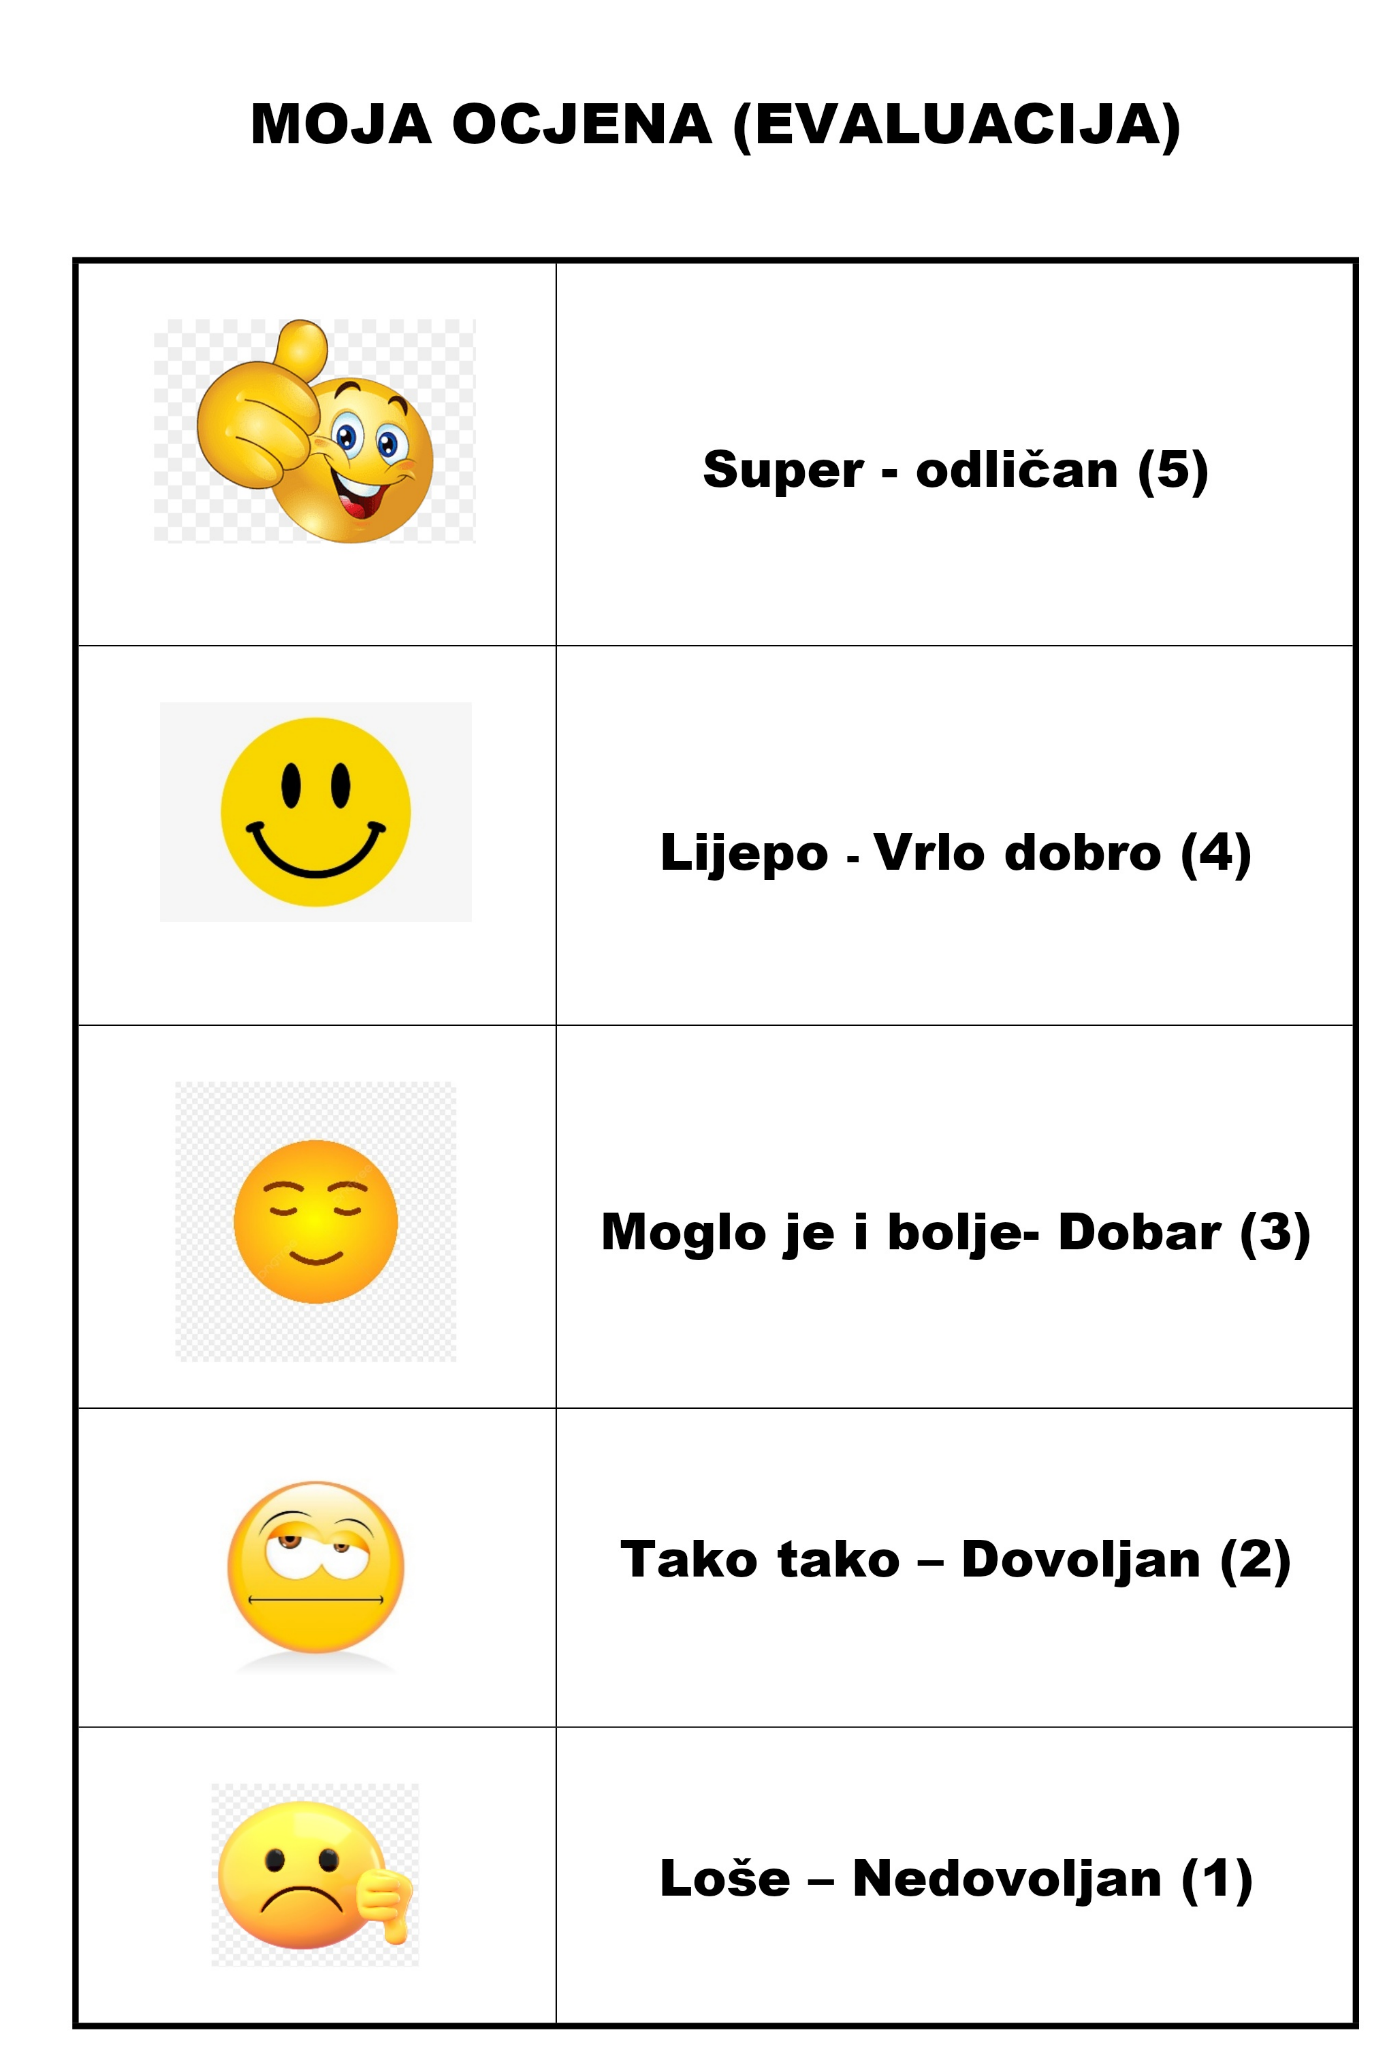 MOJA OCJENA (EVALUACIJA)
Super - odličan (5)
Lijepo - Vrlo dobro (4)
Moglo je i bolje- Dobar (3)
Tako tako – Dovoljan (2)
Loše – Nedovoljan (1)